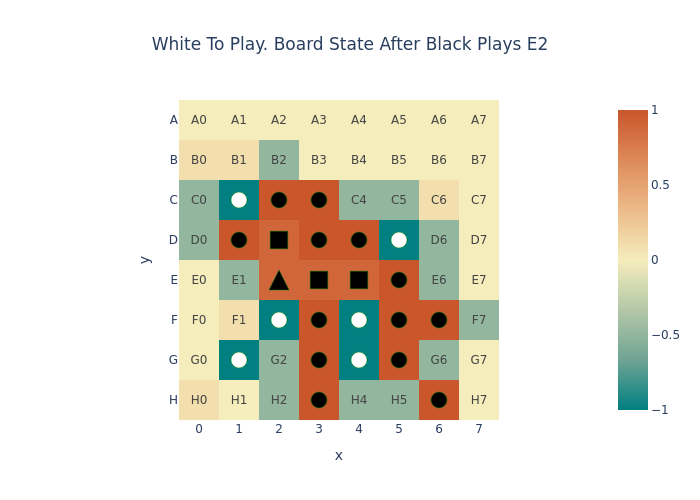 White To Play. Board State After Black Plays E2
A A0 A1 A2 A3 A4 A5 A6 A7
B B0 B1 B2 B3 B4 B5 B6 B7
C C0 C4 C5 C6 C7
D D0 D6 D7
E E0 E1 E6 E7
F F0 F1 F7
G G0 G2 G6 G7
H H0 H1 H2 H4 H5 H7
0 1 2 3 4 5 6 7
x
y
1
0.5
0
−0.5
−1